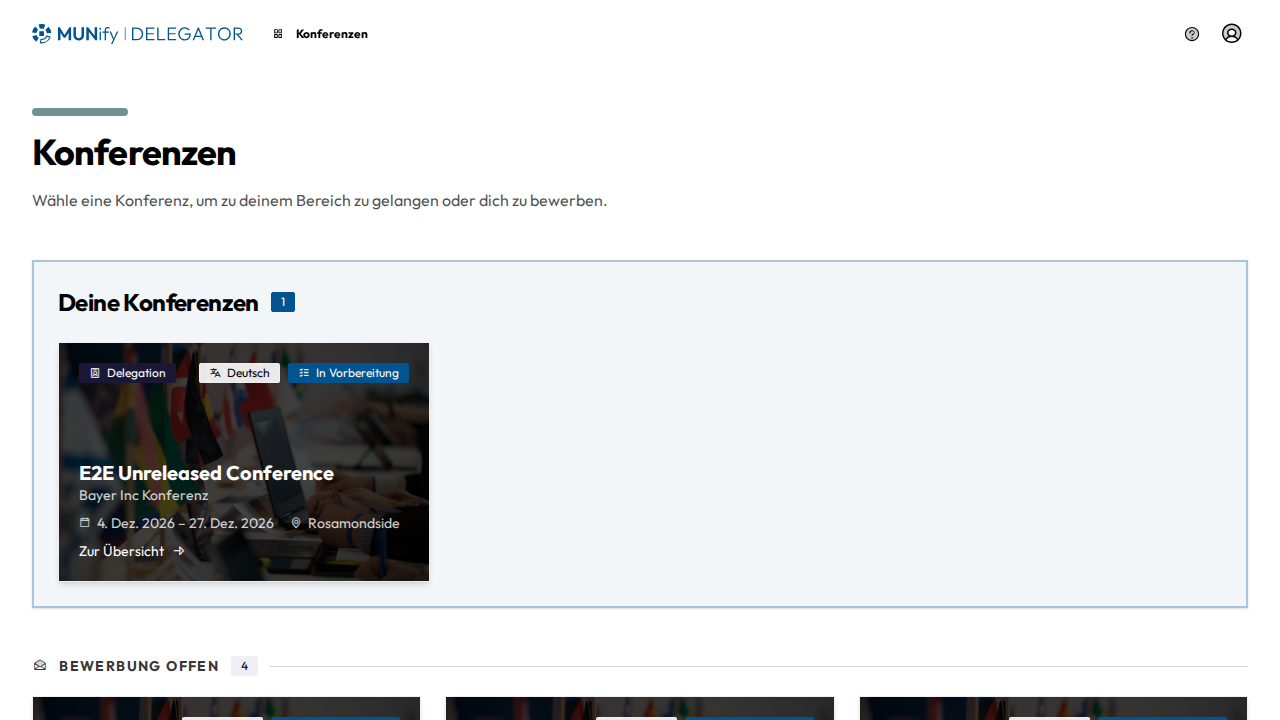 MUNify | DELEGATOR
Konferenzen
Konferenzen
Wähle eine Konferenz, um zu deinem Bereich zu gelangen oder dich zu bewerben.
Deine Konferenzen 1
Delegation Deutsch In Vorbereitung
E2E Unreleased Conference
Bayer Inc Konferenz
4. Dez. 2026 – 27. Dez. 2026 Rosamondside
Zur Übersicht
BEWERBUNG OFFEN 4